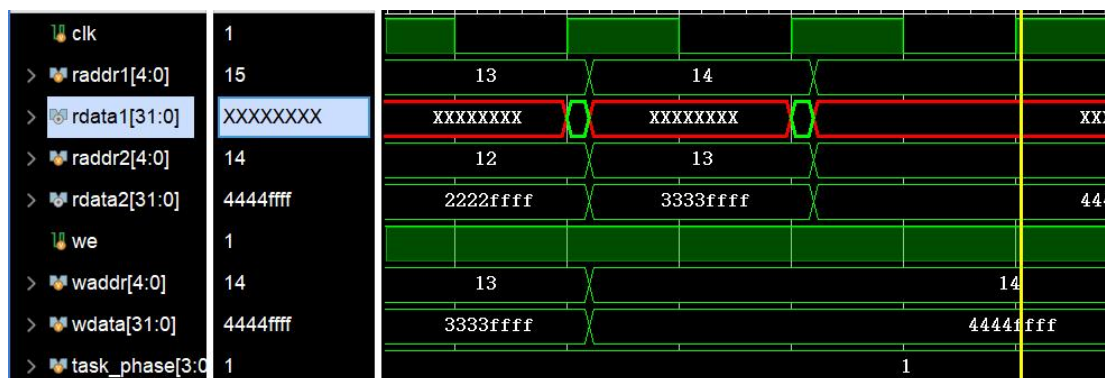 clk 1
raddr1[4:0] 15 13 14
rdata1[31:0] XXXXXXXX XXXXXXXX XXXXXXXX XX
raddr2[4:0] 14 12 13
rdata2[31:0] 4444ffff 2222ffff 3333ffff 44
we 1
waddr[4:0] 14 13 14
wdata[31:0] 4444ffff 3333ffff 4444ffff
task_phase[3:0 1 1